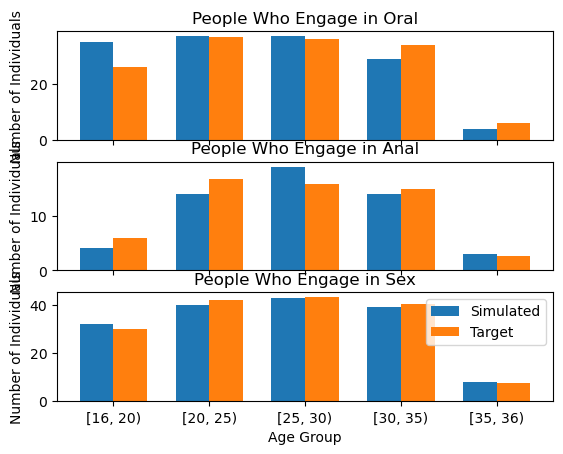 People Who Engage in Oral
Number of Individuals
20
0
People Who Engage in Anal
Number of Individuals
10
0
People Who Engage in Sex
Number of Individuals
40
20
0
Simulated
Target
[16, 20)
[20, 25)
[25, 30)
[30, 35)
[35, 36)
Age Group